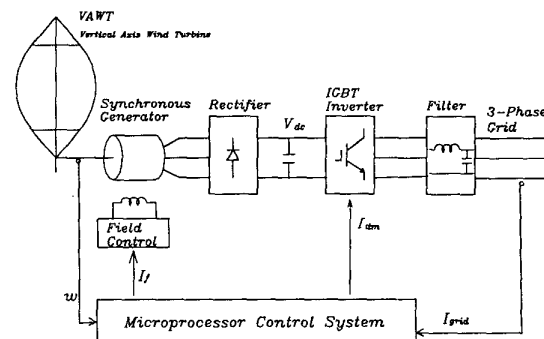 VAWT
Vertical Axis Wind Turbine
Synchronous
Generator
Rectifier
V_dc
IGBT
Inverter
Filter
3-Phase
Grid
Field
Control
I_f
I_dm
w
Microprocessor Control System
I_grid